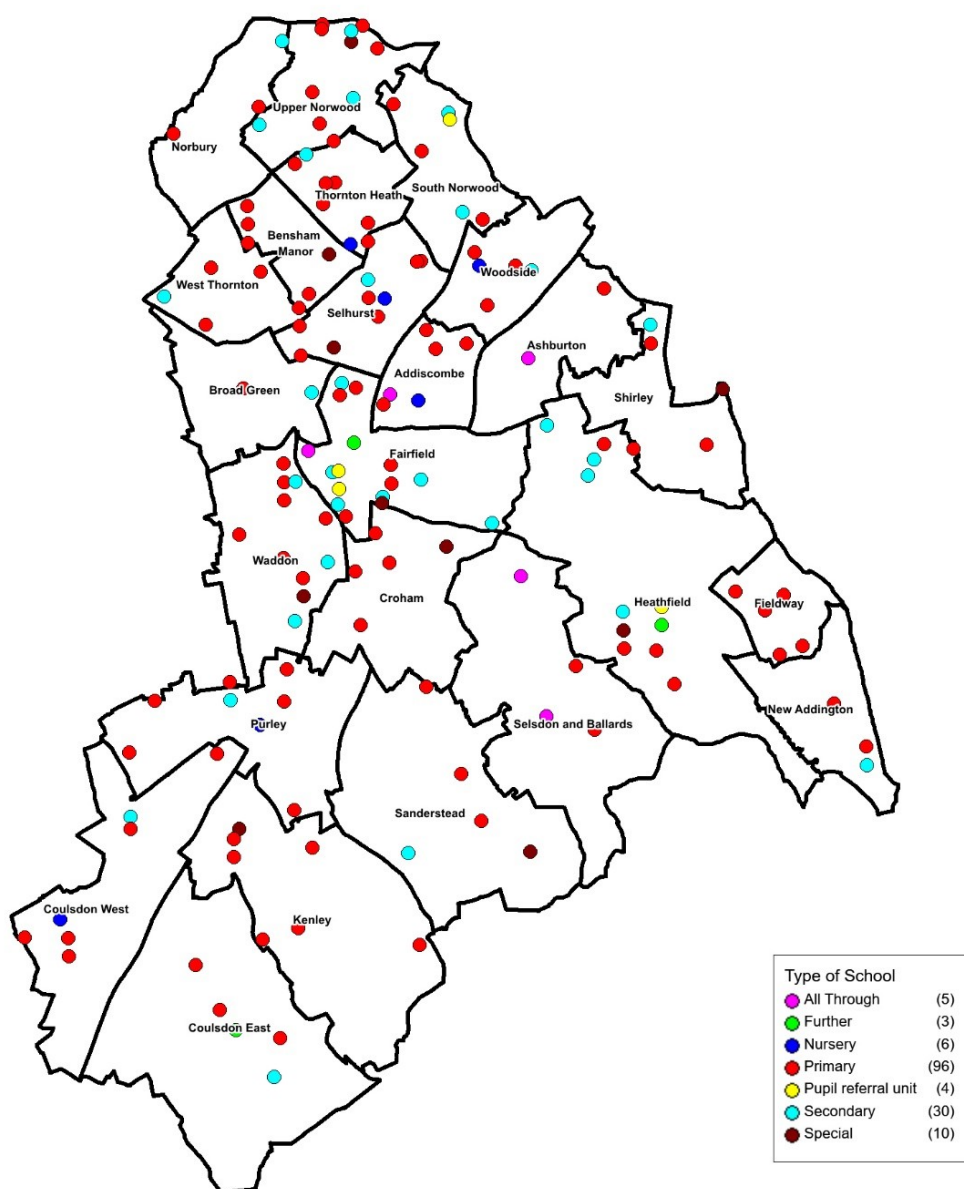 Upper Norwood
Norbury
Thornton Heath
South Norwood
Bensham
Manor
Woodside
West Thornton
Selhurst
Ashburton
Addiscombe
Broad Green
Shirley
Fairfield
Waddon
Croham
Heathfield
Fieldway
New Addington
Purley
Selsdon and Ballards
Sanderstead
Coulsdon West
Kenley
Coulsdon East
Type of School
All Through (5)
Further (3)
Nursery (6)
Primary (96)
Pupil referral unit (4)
Secondary (30)
Special (10)